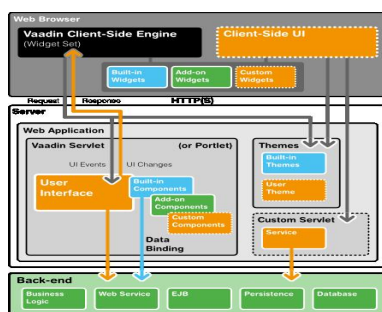 Web Browser
Vaadin Client-Side Engine
(Widget Set)
Client-Side UI
Built-in
Widgets
Add-on
Widgets
Custom
Widgets
Request
Response
HTTP(S)
Server
Web Application
Vaadin Servlet
(or Portlet)
Themes
UI Events
UI Changes
Built-in
Themes
User
Interface
Built-in
Components
User
Theme
Add-on
Components
Custom
Components
Custom Servlet
Service
Data
Binding
Back-end
Business
Logic
Web Service
EJB
Persistence
Database